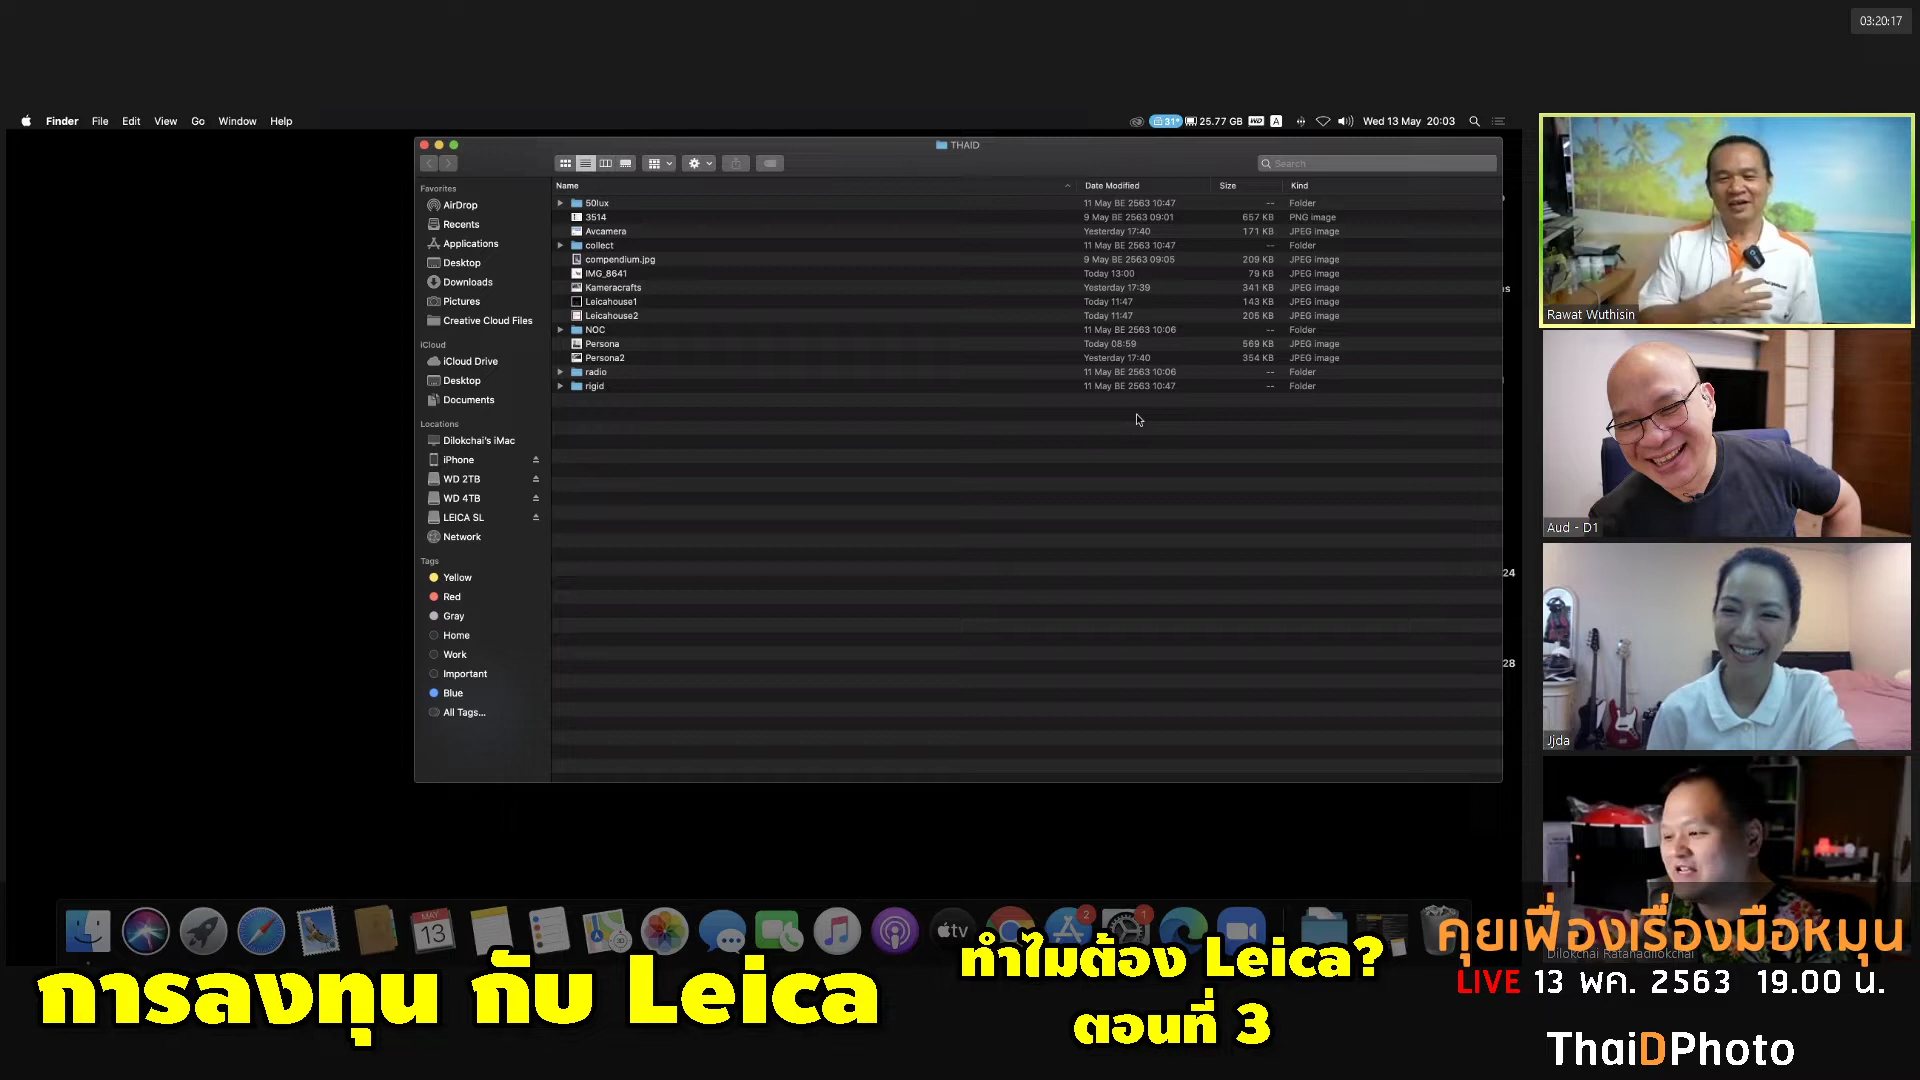 03:20:17
Finder File Edit View Go Window Help
31° 25.77 GB WD A Wed 13 May 20:03
THAID
Search
Favorites
AirDrop
Recents
Applications
Desktop
Downloads
Pictures
Creative Cloud Files
iCloud
iCloud Drive
Desktop
Documents
Locations
Dilokchai's iMac
iPhone
WD 2TB
WD 4TB
LEICA SL
Network
Tags
Yellow
Red
Gray
Home
Work
Important
Blue
All Tags...
Name Date Modified Size Kind
50lux 11 May BE 2563 10:47 -- Folder
3514 9 May BE 2563 09:01 657 KB PNG image
Avcamera Yesterday 17:40 171 KB JPEG image
collect 11 May BE 2563 10:47 -- Folder
compendium.jpg 9 May BE 2563 09:05 209 KB JPEG image
IMG_8641 Today 13:00 79 KB JPEG image
Kameracrafts Yesterday 17:39 341 KB JPEG image
Leicahouse1 Today 11:47 143 KB JPEG image
Leicahouse2 Today 11:47 205 KB JPEG image
NOC 11 May BE 2563 10:06 -- Folder
Persona Today 08:59 569 KB JPEG image
Persona2 Yesterday 17:40 354 KB JPEG image
radio 11 May BE 2563 10:06 -- Folder
rigid 11 May BE 2563 10:47 -- Folder
24
28
Rawat Wuthisin
Aud - D1
Jjda
Dilokchai Ratanadilokchai
MAY
13
3D
tv
2
1
การลงทุน กับ Leica
ทำไมต้อง Leica?
ตอนที่ 3
คุยเฟื่องเรื่องมือหมุน
LIVE 13 พค. 2563 19.00 น.
ThaiDPhoto